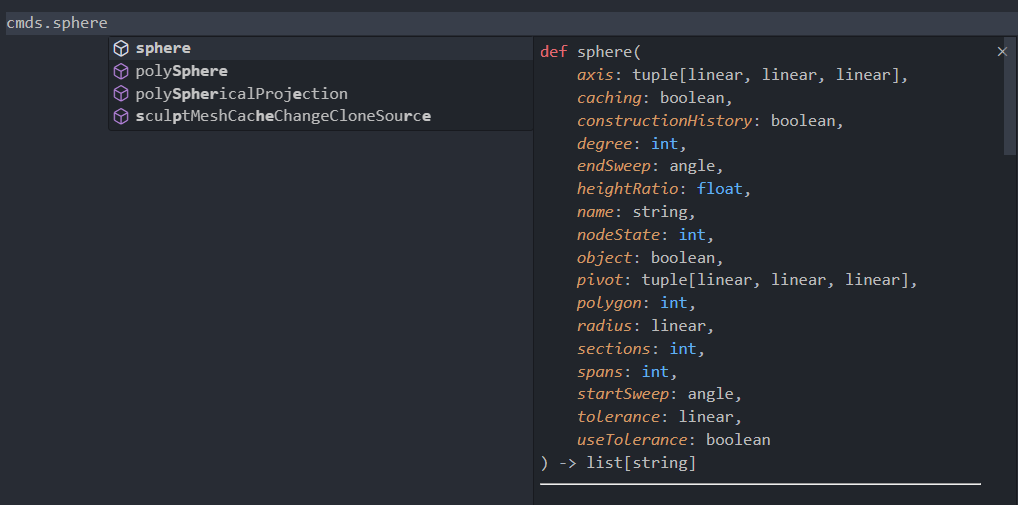 cmds.sphere
sphere
polySphere
polySphericalProjection
sculptMeshCacheChangeCloneSource
def sphere(
    axis: tuple[linear, linear, linear],
    caching: boolean,
    constructionHistory: boolean,
    degree: int,
    endSweep: angle,
    heightRatio: float,
    name: string,
    nodeState: int,
    object: boolean,
    pivot: tuple[linear, linear, linear],
    polygon: int,
    radius: linear,
    sections: int,
    spans: int,
    startSweep: angle,
    tolerance: linear,
    useTolerance: boolean
) -> list[string]